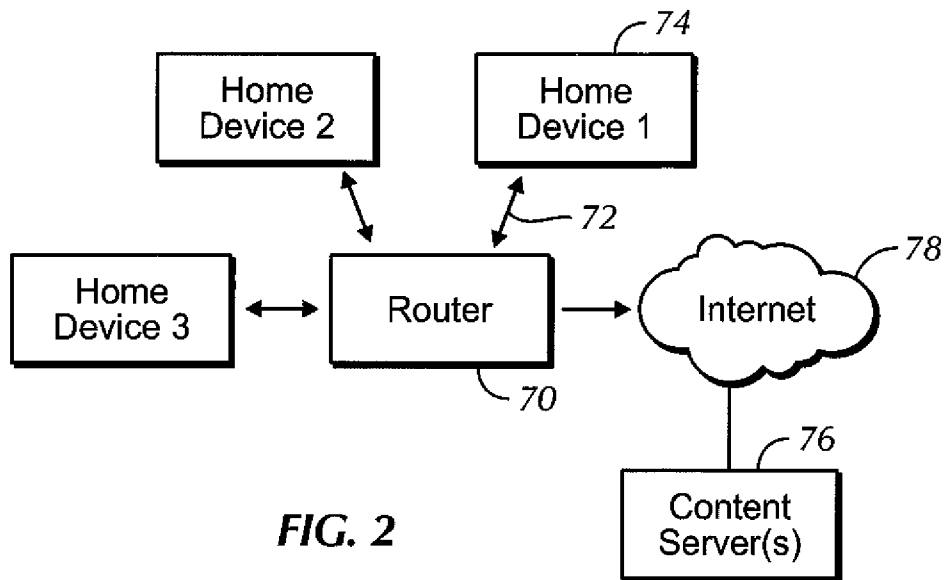 74
Home
Device 2
Home
Device 1
72
78
Home
Device 3
Router
Internet
70
76
Content
Server(s)
FIG. 2